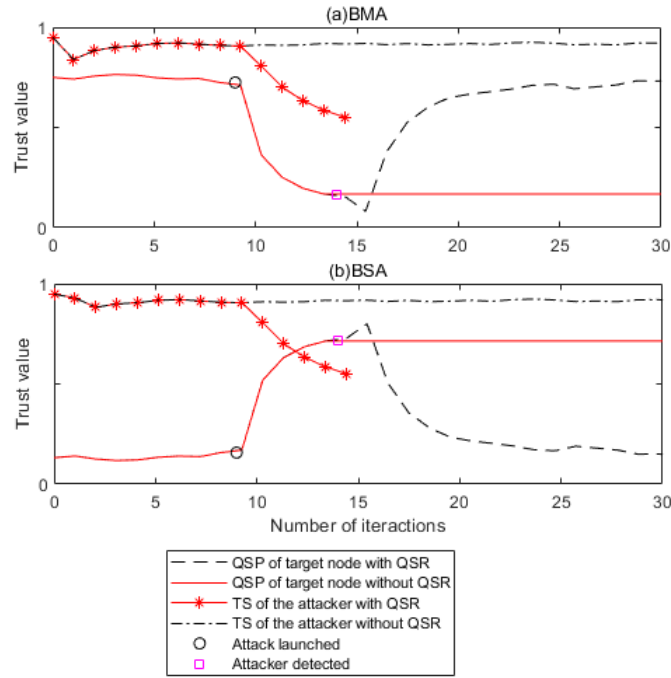 (a)BMA
1
Trust value
0
0 5 10 15 20 25 30
(b)BSA
1
Trust value
0
0 5 10 15 20 25 30
Number of iteractions
QSP of target node with QSR
QSP of target node without QSR
TS of the attacker with QSR
TS of the attacker without QSR
Attack launched
Attacker detected